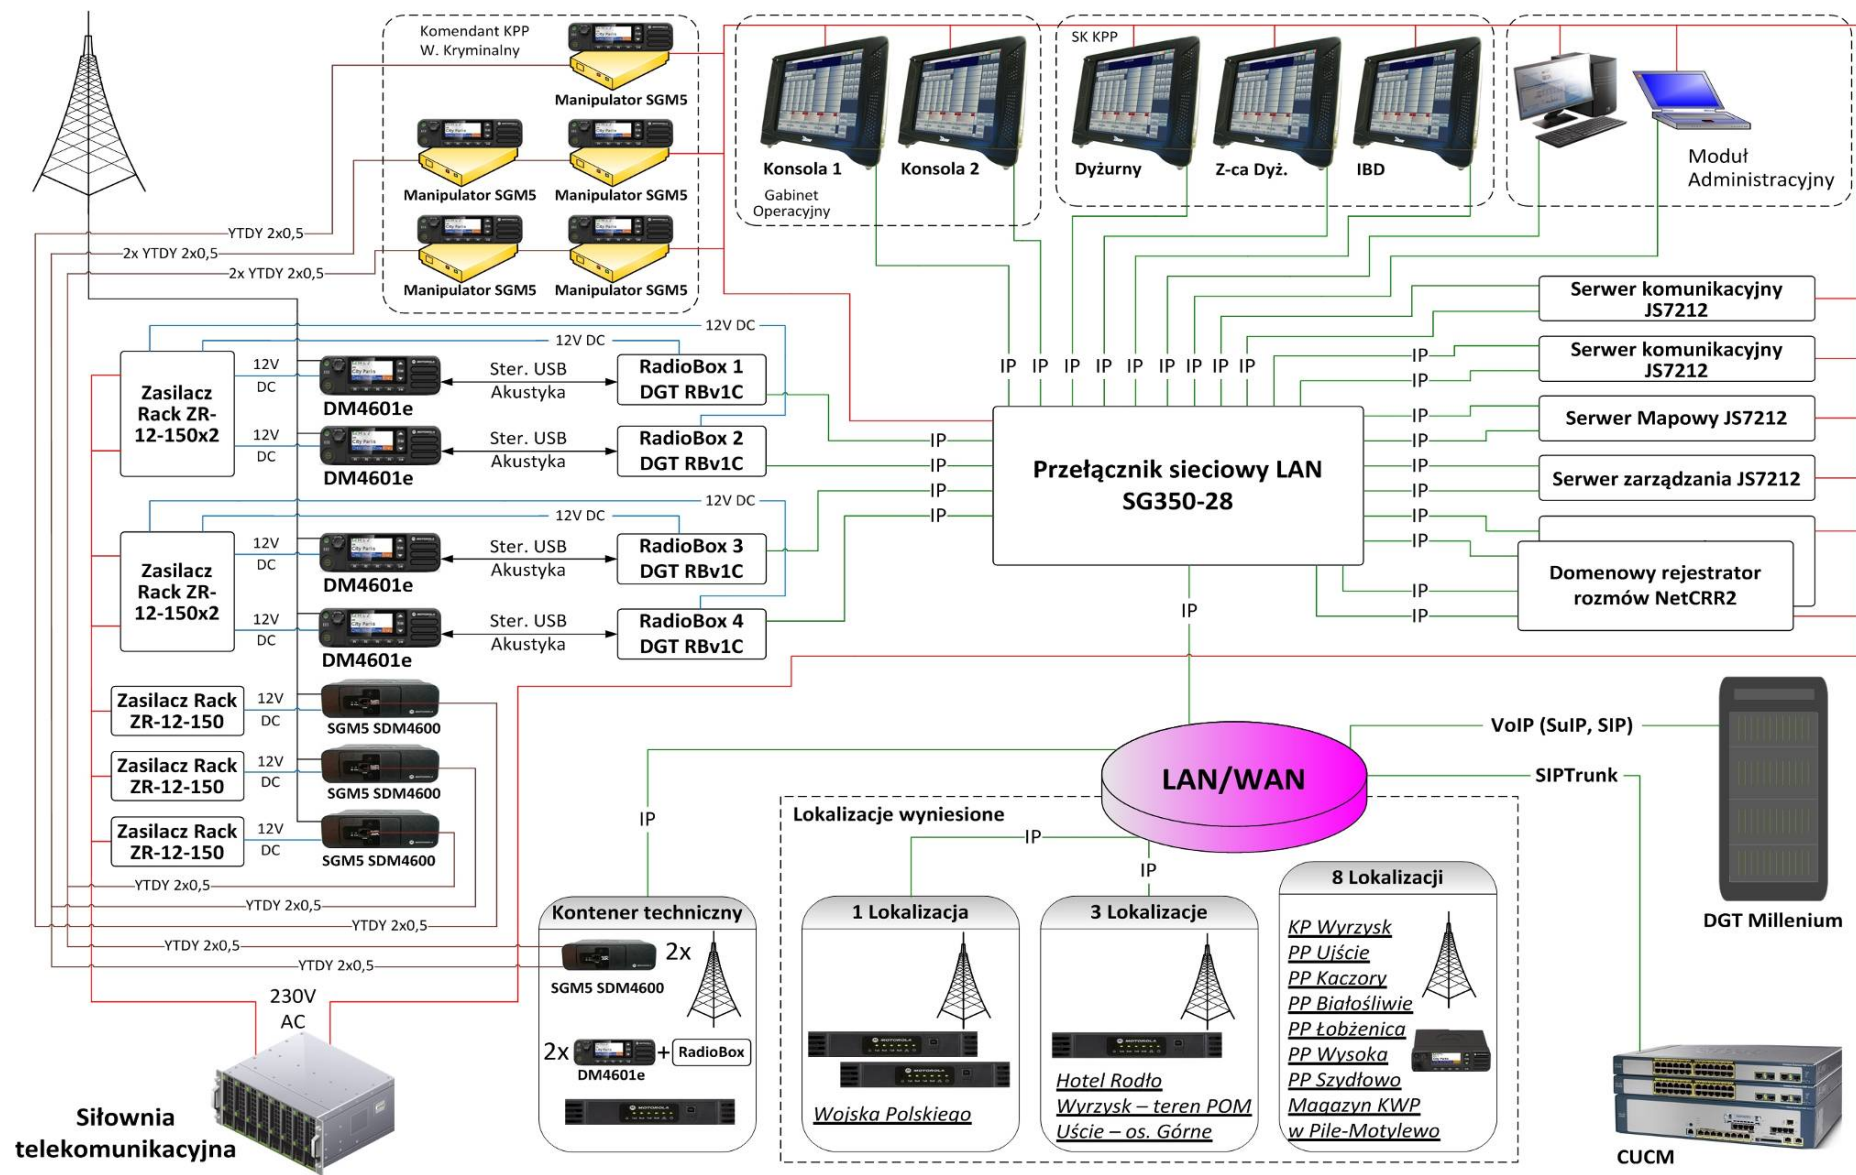 Komendant KPP
W. Kryminalny
Manipulator SGM5
Manipulator SGM5
Manipulator SGM5
Manipulator SGM5
Manipulator SGM5
YTDY 2x0,5
2x YTDY 2x0,5
2x YTDY 2x0,5
Konsola 1
Konsola 2
Gabinet
Operacyjny
SK KPP
Dyżurny
Z-ca Dyż.
IBD
Moduł
Administracyjny
12V DC
12V DC
Zasilacz
Rack ZR-
12-150x2
12V
DC
12V
DC
DM4601e
DM4601e
Ster. USB
Akustyka
Ster. USB
Akustyka
RadioBox 1
DGT RBv1C
RadioBox 2
DGT RBv1C
12V DC
12V DC
Zasilacz
Rack ZR-
12-150x2
12V
DC
12V
DC
DM4601e
DM4601e
Ster. USB
Akustyka
Ster. USB
Akustyka
RadioBox 3
DGT RBv1C
RadioBox 4
DGT RBv1C
IP
IP
IP
IP
IP
IP
IP
IP
IP
IP
IP
IP
IP
Przełącznik sieciowy LAN
SG350-28
IP
IP
IP
IP
IP
IP
IP
IP
IP
IP
IP
Serwer komunikacyjny
JS7212
Serwer komunikacyjny
JS7212
Serwer Mapowy JS7212
Serwer zarządzania JS7212
Domenowy rejestrator
rozmów NetCRR2
Zasilacz Rack
ZR-12-150
12V
DC
SGM5 SDM4600
Zasilacz Rack
ZR-12-150
12V
DC
SGM5 SDM4600
Zasilacz Rack
ZR-12-150
12V
DC
SGM5 SDM4600
YTDY 2x0,5
YTDY 2x0,5
YTDY 2x0,5
YTDY 2x0,5
YTDY 2x0,5
230V
AC
Siłownia
telekomunikacyjna
IP
Kontener techniczny
2x
SGM5 SDM4600
2x
+
RadioBox
DM4601e
MOTOROLA
LAN/WAN
VoIP (SuIP, SIP)
SIPTrunk
DGT Millenium
CUCM
Lokalizacje wyniesione
IP
IP
1 Lokalizacja
MOTOROLA
MOTOROLA
Wojska Polskiego
3 Lokalizacje
MOTOROLA
Hotel Rodło
Wyrzysk – teren POM
Uście – os. Górne
8 Lokalizacji
KP Wyrzysk
PP Ujście
PP Kaczory
PP Białośliwie
PP Łobżenica
PP Wysoka
PP Szydłowo
Magazyn KWP
w Pile-Motylewo